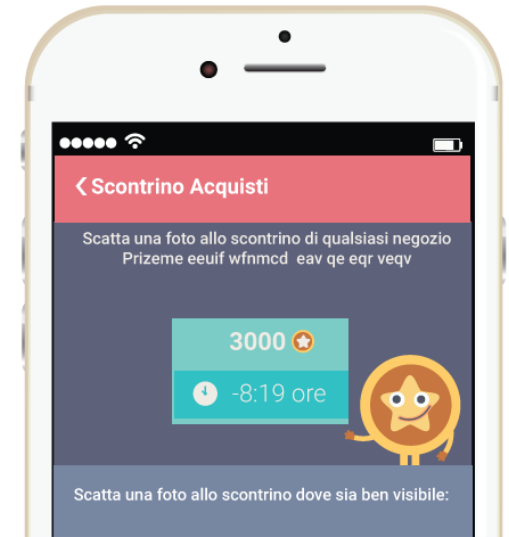 Scontrino Acquisti
Scatta una foto allo scontrino di qualsiasi negozio
Prizeme eeuif wfnmcd eav qe eqr veqv
3000
-8:19 ore
Scatta una foto allo scontrino dove sia ben visibile: